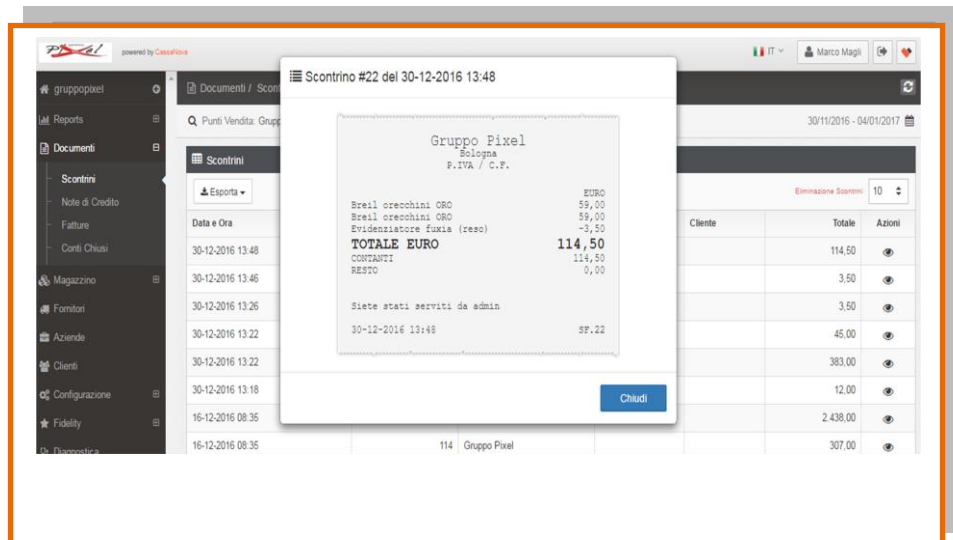 Pixel powered by CassaNova
IT Marco Magli
gruppopixel
Reports
Documenti
Scontrini
Note di Credito
Fatture
Conti Chiusi
Magazzino
Fornitori
Aziende
Clienti
Configurazione
Fidelity
Diagnostica
Documenti / Scont
Punti Vendita: Grupp
30/11/2016 - 04/01/2017
Scontrini
Esporta
Eliminazione Scontrini 10
Data e Ora Cliente Totale Azioni
30-12-2016 13:48 114,50
30-12-2016 13:46 3,50
30-12-2016 13:26 3,50
30-12-2016 13:22 45,00
30-12-2016 13:22 383,00
30-12-2016 13:18 12,00
16-12-2016 08:35 2.438,00
16-12-2016 08:35 114 Gruppo Pixel 307,00
Scontrino #22 del 30-12-2016 13:48
Gruppo Pixel
Bologna
P.IVA / C.F.
EURO
Breil orecchini ORO 59,00
Breil orecchini ORO 59,00
Evidenziatore fuxia (reso) -3,50
TOTALE EURO 114,50
CONTANTI 114,50
RESTO 0,00
Siete stati serviti da admin
30-12-2016 13:48 SF.22
Chiudi